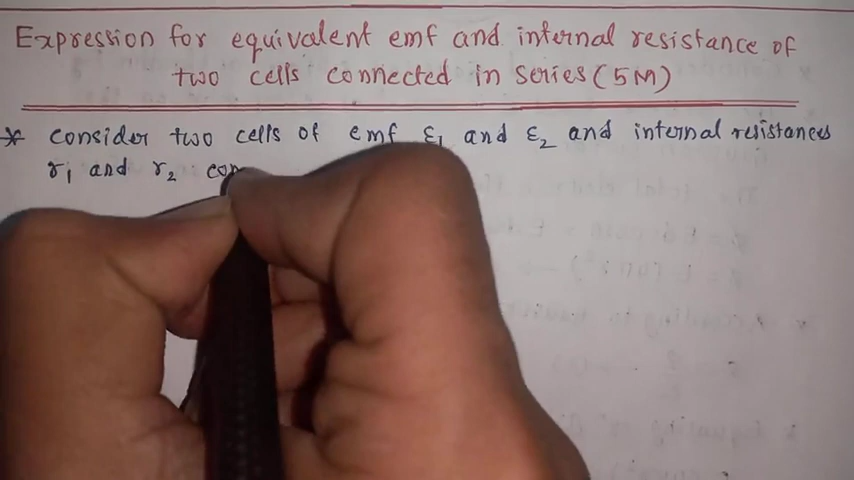 Expression for equivalent emf and internal resistance of
two cells connected in series (5M)
* consider two cells of emf ε₁ and ε₂ and internal resistances
r₁ and r₂ con